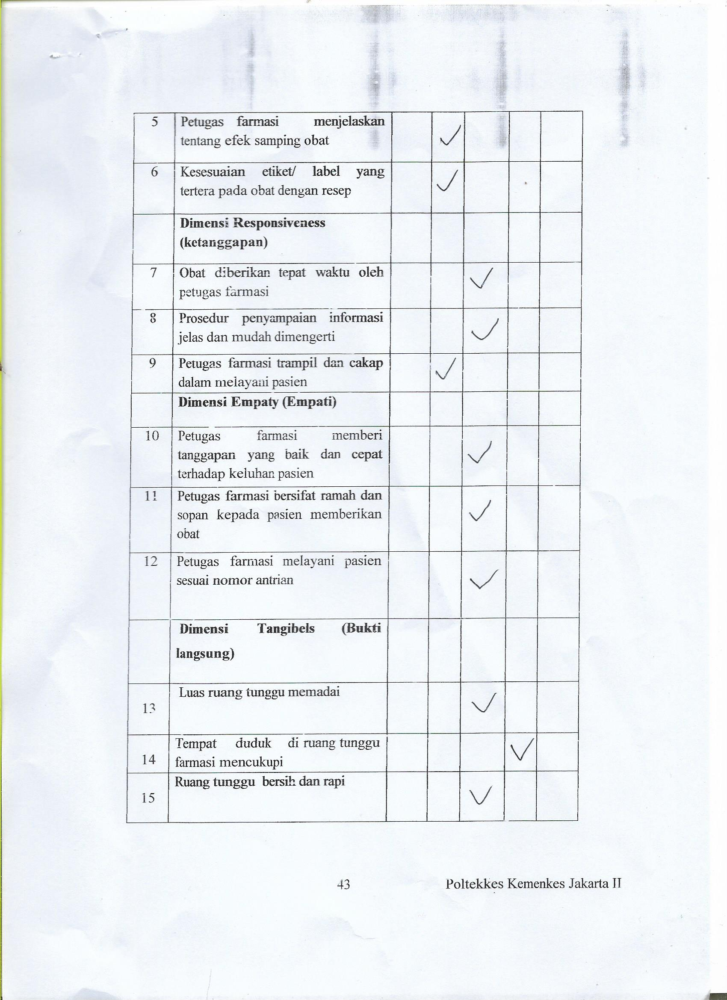 5 Petugas farmasi menjelaskan
tentang efek samping obat
✓
6 Kesesuaian etiket/ label yang
tertera pada obat dengan resep
✓
Dimensi Responsiveness
(ketanggapan)
7 Obat diberikan tepat waktu oleh
petugas farmasi
✓
8 Prosedur penyampaian informasi
jelas dan mudah dimengerti
✓
9 Petugas farmasi trampil dan cakap
dalam melayani pasien
✓
Dimensi Empaty (Empati)
10 Petugas farmasi memberi
tanggapan yang baik dan cepat
terhadap keluhan pasien
✓
11 Petugas farmasi bersifat ramah dan
sopan kepada pasien memberikan
obat
✓
12 Petugas farmasi melayani pasien
sesuai nomor antrian
✓
Dimensi Tangibels (Bukti
langsung)
13 Luas ruang tunggu memadai
✓
14 Tempat duduk di ruang tunggu
farmasi mencukupi
✓
15 Ruang tunggu bersih dan rapi
✓
43 Poltekkes Kemenkes Jakarta II